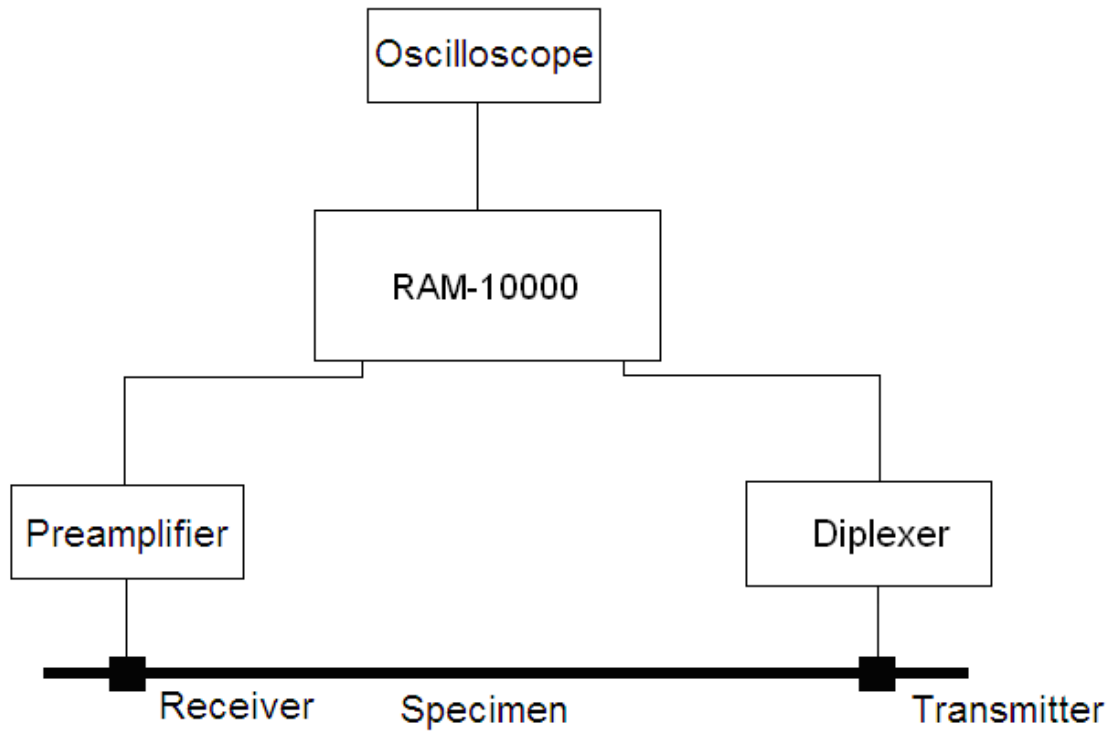 Oscilloscope
RAM-10000
Preamplifier
Diplexer
Receiver
Specimen
Transmitter